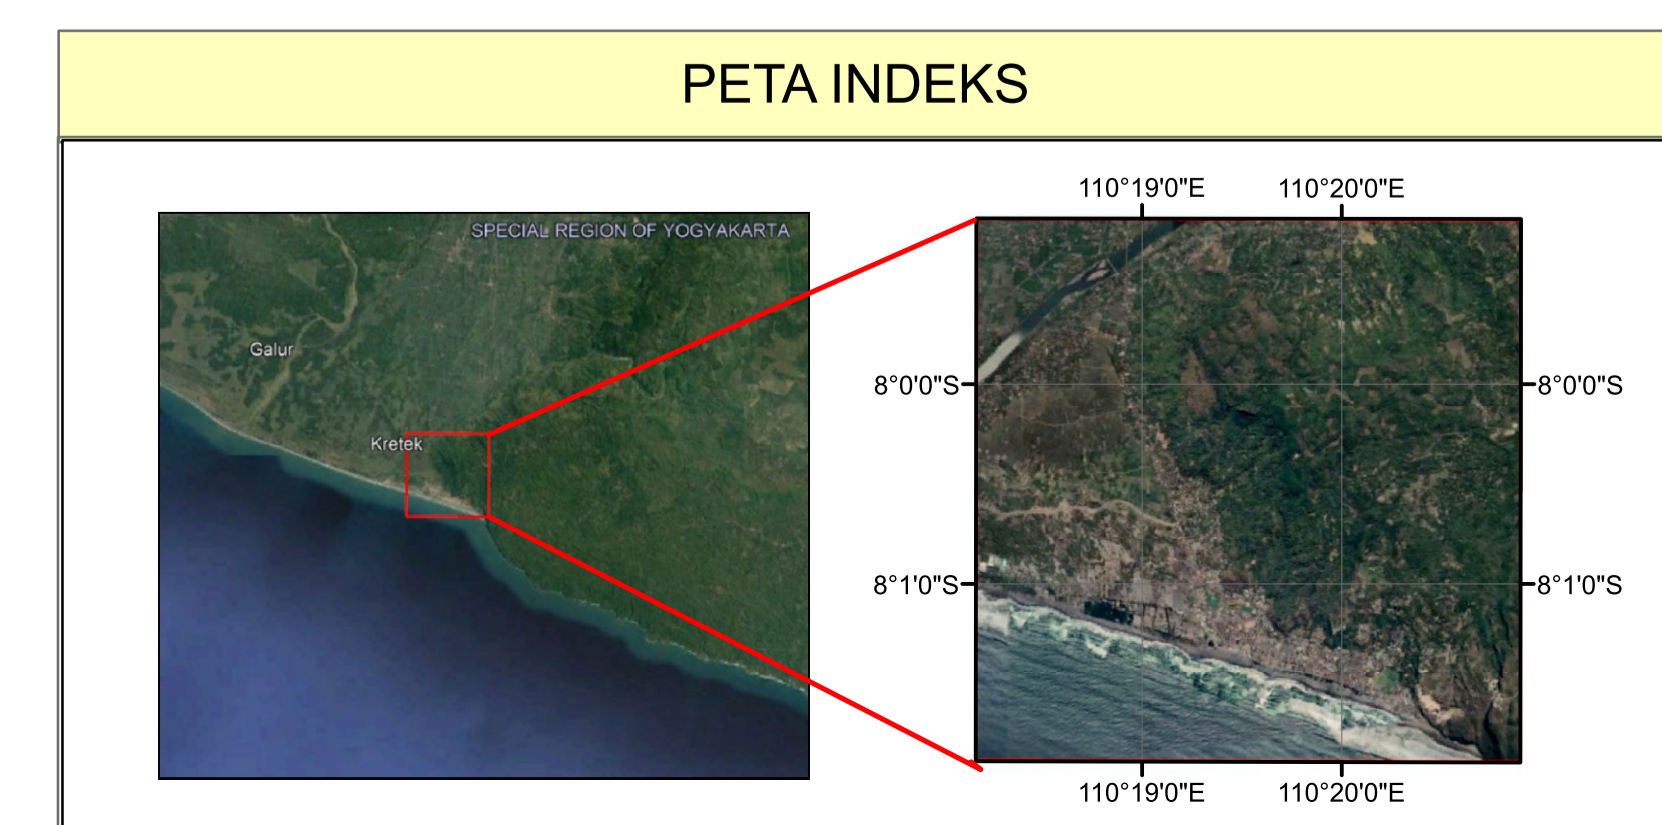 PETA INDEKS
110°19'0"E 110°20'0"E
SPECIAL REGION OF YOGYAKARTA
Galur
8°0'0"S 8°0'0"S
Kretek
8°1'0"S 8°1'0"S
110°19'0"E 110°20'0"E